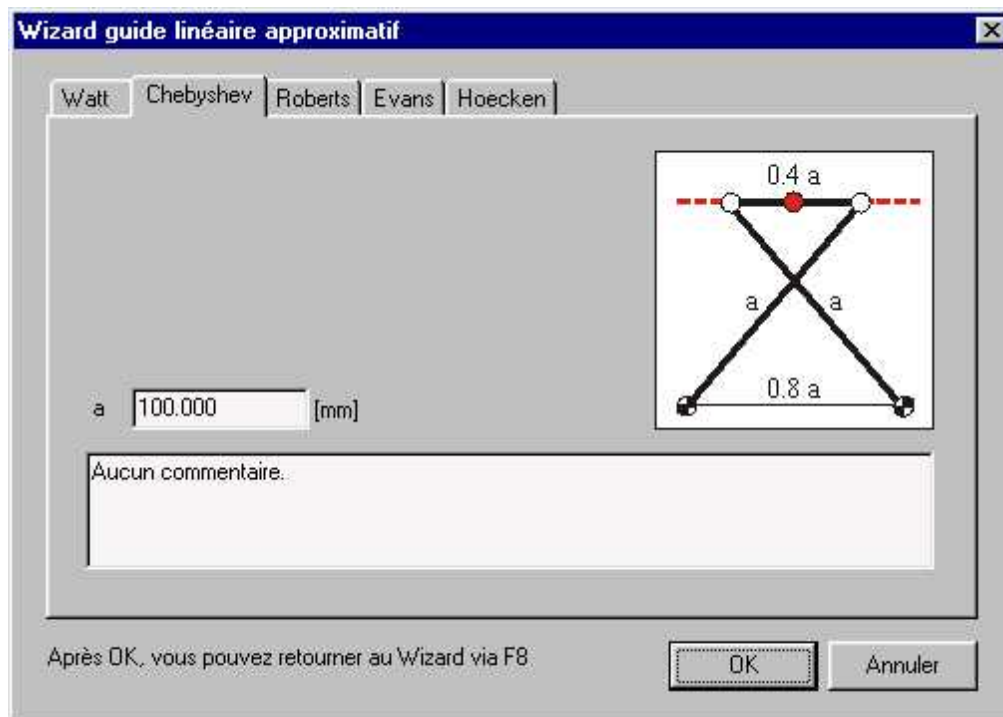 Wizard guide linéaire approximatif
Watt Chebyshev Roberts Evans Hoecken
0.4 a
a a
0.8 a
a 100.000 [mm]
Aucun commentaire.
Après OK, vous pouvez retourner au Wizard via F8
OK Annuler